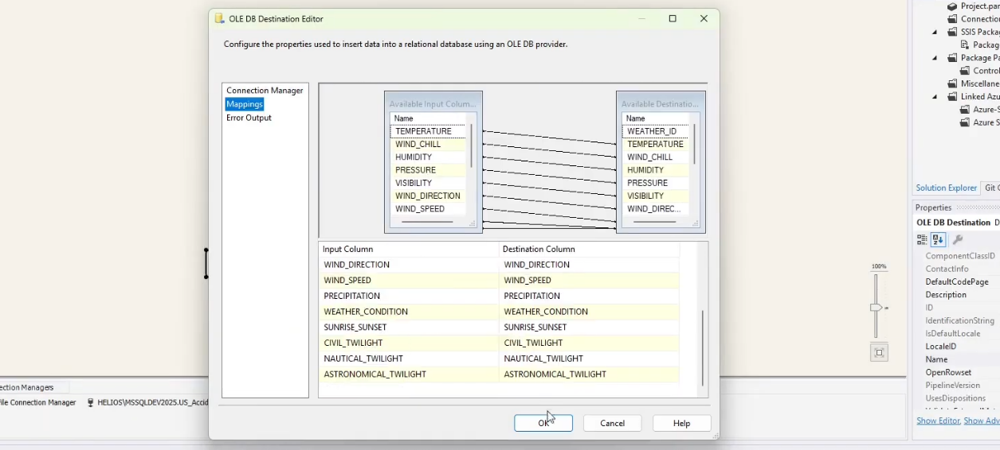 OLE DB Destination Editor
Configure the properties used to insert data into a relational database using an OLE DB provider.
Connection Manager
Mappings
Error Output
Available Input Colum...
Name
TEMPERATURE
WIND_CHILL
HUMIDITY
PRESSURE
VISIBILITY
WIND_DIRECTION
WIND_SPEED
Available Destinatio...
Name
WEATHER_ID
TEMPERATURE
WIND_CHILL
HUMIDITY
PRESSURE
VISIBILITY
WIND_DIREC...
Input Column Destination Column
WIND_DIRECTION WIND_DIRECTION
WIND_SPEED WIND_SPEED
PRECIPITATION PRECIPITATION
WEATHER_CONDITION WEATHER_CONDITION
SUNRISE_SUNSET SUNRISE_SUNSET
CIVIL_TWILIGHT CIVIL_TWILIGHT
NAUTICAL_TWILIGHT NAUTICAL_TWILIGHT
ASTRONOMICAL_TWILIGHT ASTRONOMICAL_TWILIGHT
OK Cancel Help
ection Managers
ile Connection Manager HELIOS\MSSQLDEV2025.US_Accid
100%
Project.par
Connection
SSIS Packa
Packag
Package Pa
Control
Miscellane
Linked Azu
Azure-S
Azure S
Solution Explorer Git C
Properties
OLE DB Destination D
ComponentClassID
ContactInfo
DefaultCodePage
Description
ID
IdentificationString
IsDefaultLocale
LocaleID
Name
OpenRowset
PipelineVersion
UsesDispositions
Show Editor, Show Adv